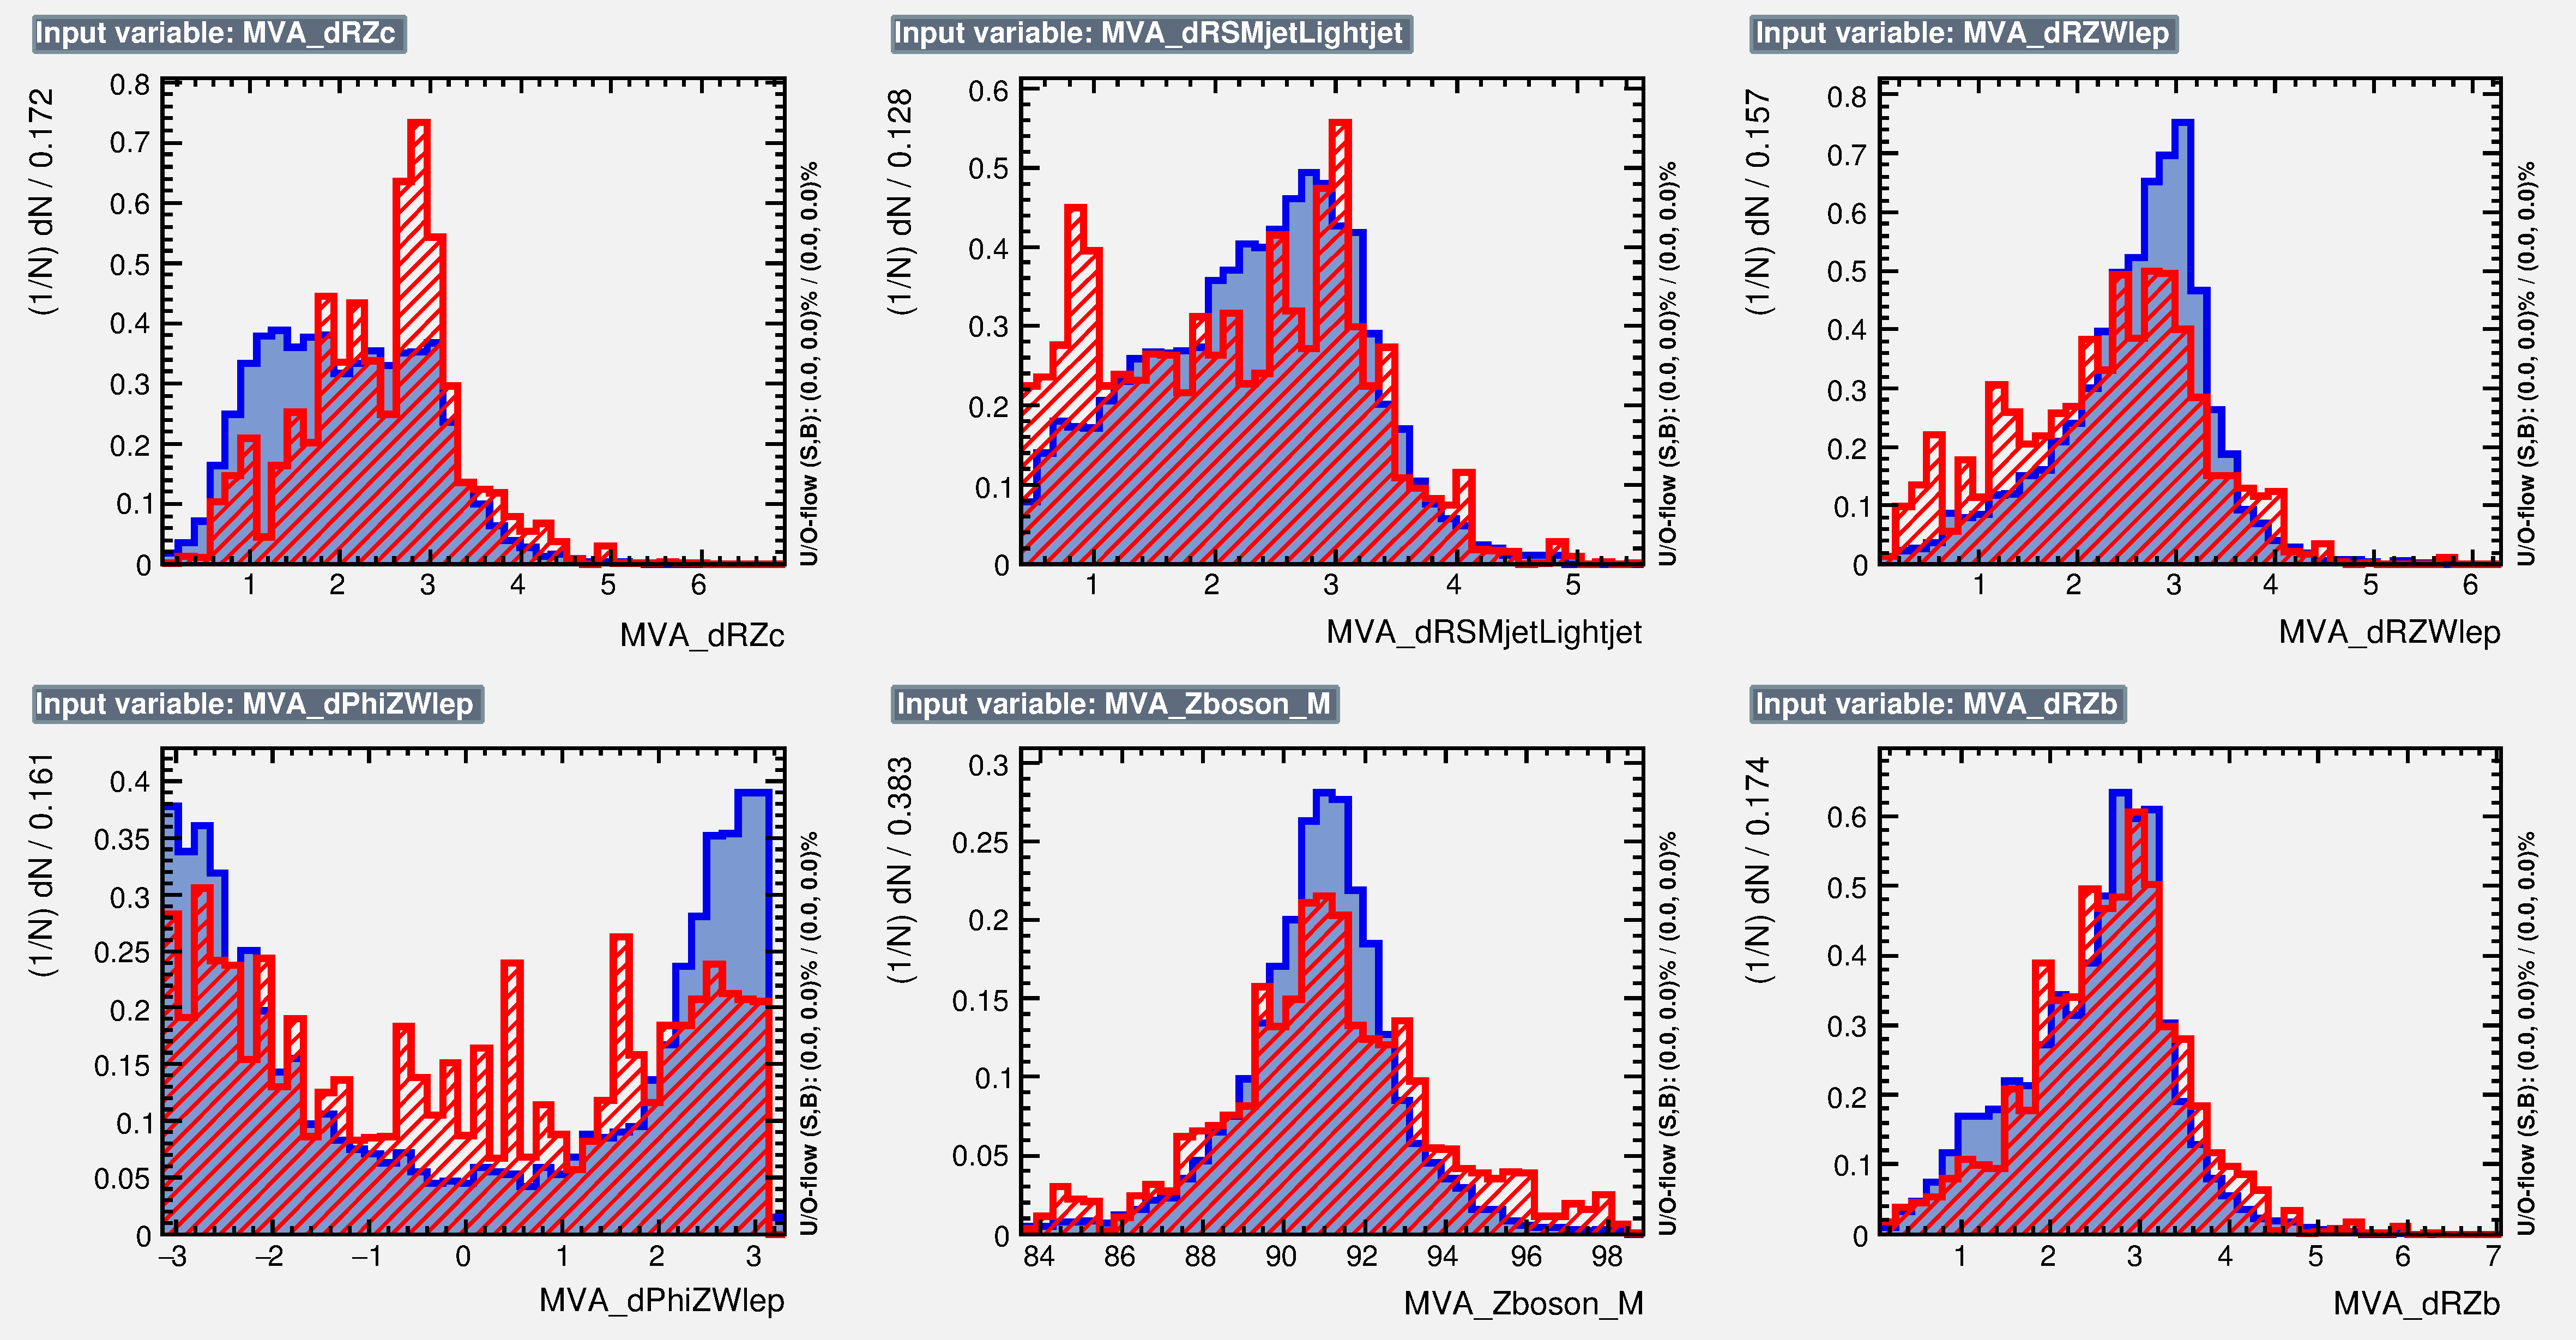 Input variable: MVA_dRZc
(1/N) dN / 0.172
0.8
0.7
0.6
0.5
0.4
0.3
0.2
0.1
0
1 2 3 4 5 6
MVA_dRZc
U/O-flow (S,B): (0.0, 0.0)% / (0.0, 0.0)%
Input variable: MVA_dRSMjetLightjet
(1/N) dN / 0.128
0.6
0.5
0.4
0.3
0.2
0.1
0
1 2 3 4 5
MVA_dRSMjetLightjet
U/O-flow (S,B): (0.0, 0.0)% / (0.0, 0.0)%
Input variable: MVA_dRZWlep
(1/N) dN / 0.157
0.8
0.7
0.6
0.5
0.4
0.3
0.2
0.1
0
1 2 3 4 5 6
MVA_dRZWlep
U/O-flow (S,B): (0.0, 0.0)% / (0.0, 0.0)%
Input variable: MVA_dPhiZWlep
(1/N) dN / 0.161
0.4
0.35
0.3
0.25
0.2
0.15
0.1
0.05
0
−3 −2 −1 0 1 2 3
MVA_dPhiZWlep
U/O-flow (S,B): (0.0, 0.0)% / (0.0, 0.0)%
Input variable: MVA_Zboson_M
(1/N) dN / 0.383
0.3
0.25
0.2
0.15
0.1
0.05
0
84 86 88 90 92 94 96 98
MVA_Zboson_M
U/O-flow (S,B): (0.0, 0.0)% / (0.0, 0.0)%
Input variable: MVA_dRZb
(1/N) dN / 0.174
0.6
0.5
0.4
0.3
0.2
0.1
0
1 2 3 4 5 6 7
MVA_dRZb
U/O-flow (S,B): (0.0, 0.0)% / (0.0, 0.0)%